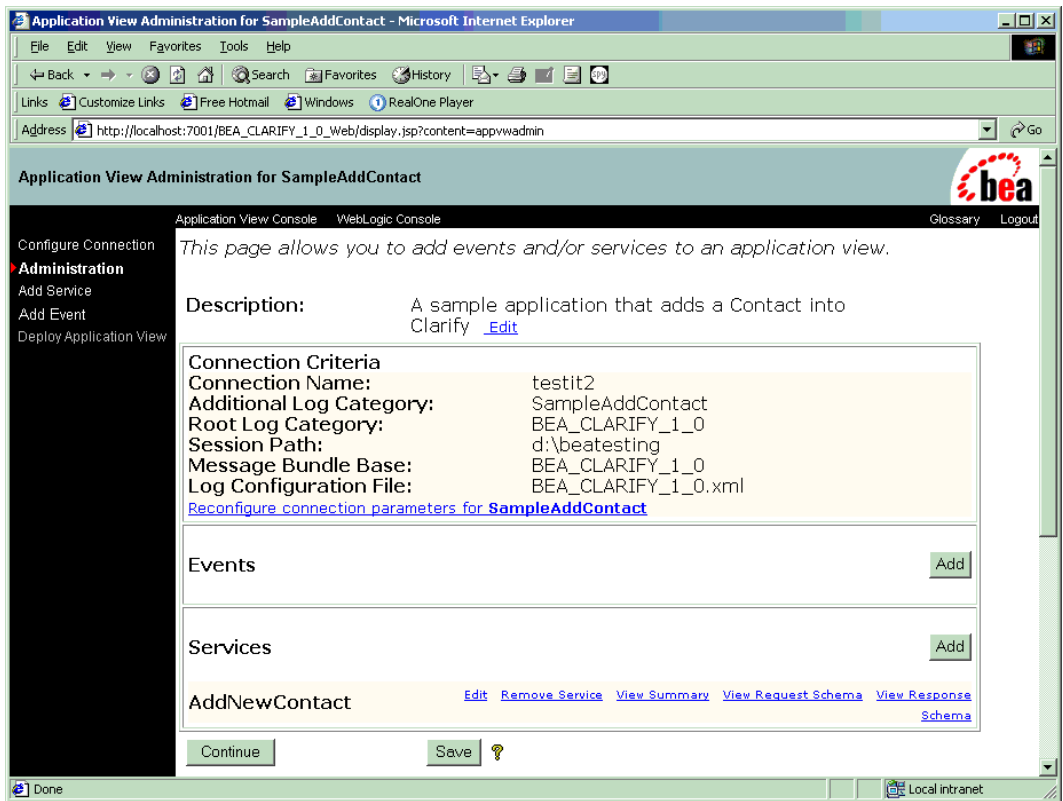 Application View Administration for SampleAddContact - Microsoft Internet Explorer
File Edit View Favorites Tools Help
Back Search Favorites History
Links Customize Links Free Hotmail Windows RealOne Player
Address http://localhost:7001/BEA_CLARIFY_1_0_Web/display.jsp?content=appvwadmin Go
Application View Administration for SampleAddContact
bea
Application View Console WebLogic Console Glossary Logout
Configure Connection
Administration
Add Service
Add Event
Deploy Application View
This page allows you to add events and/or services to an application view.
Description: A sample application that adds a Contact into
Clarify Edit
Connection Criteria
Connection Name: testit2
Additional Log Category: SampleAddContact
Root Log Category: BEA_CLARIFY_1_0
Session Path: d:\beatesting
Message Bundle Base: BEA_CLARIFY_1_0
Log Configuration File: BEA_CLARIFY_1_0.xml
Reconfigure connection parameters for SampleAddContact
Events Add
Services Add
AddNewContact Edit Remove Service View Summary View Request Schema View Response
Schema
Continue Save ?
Done Local intranet